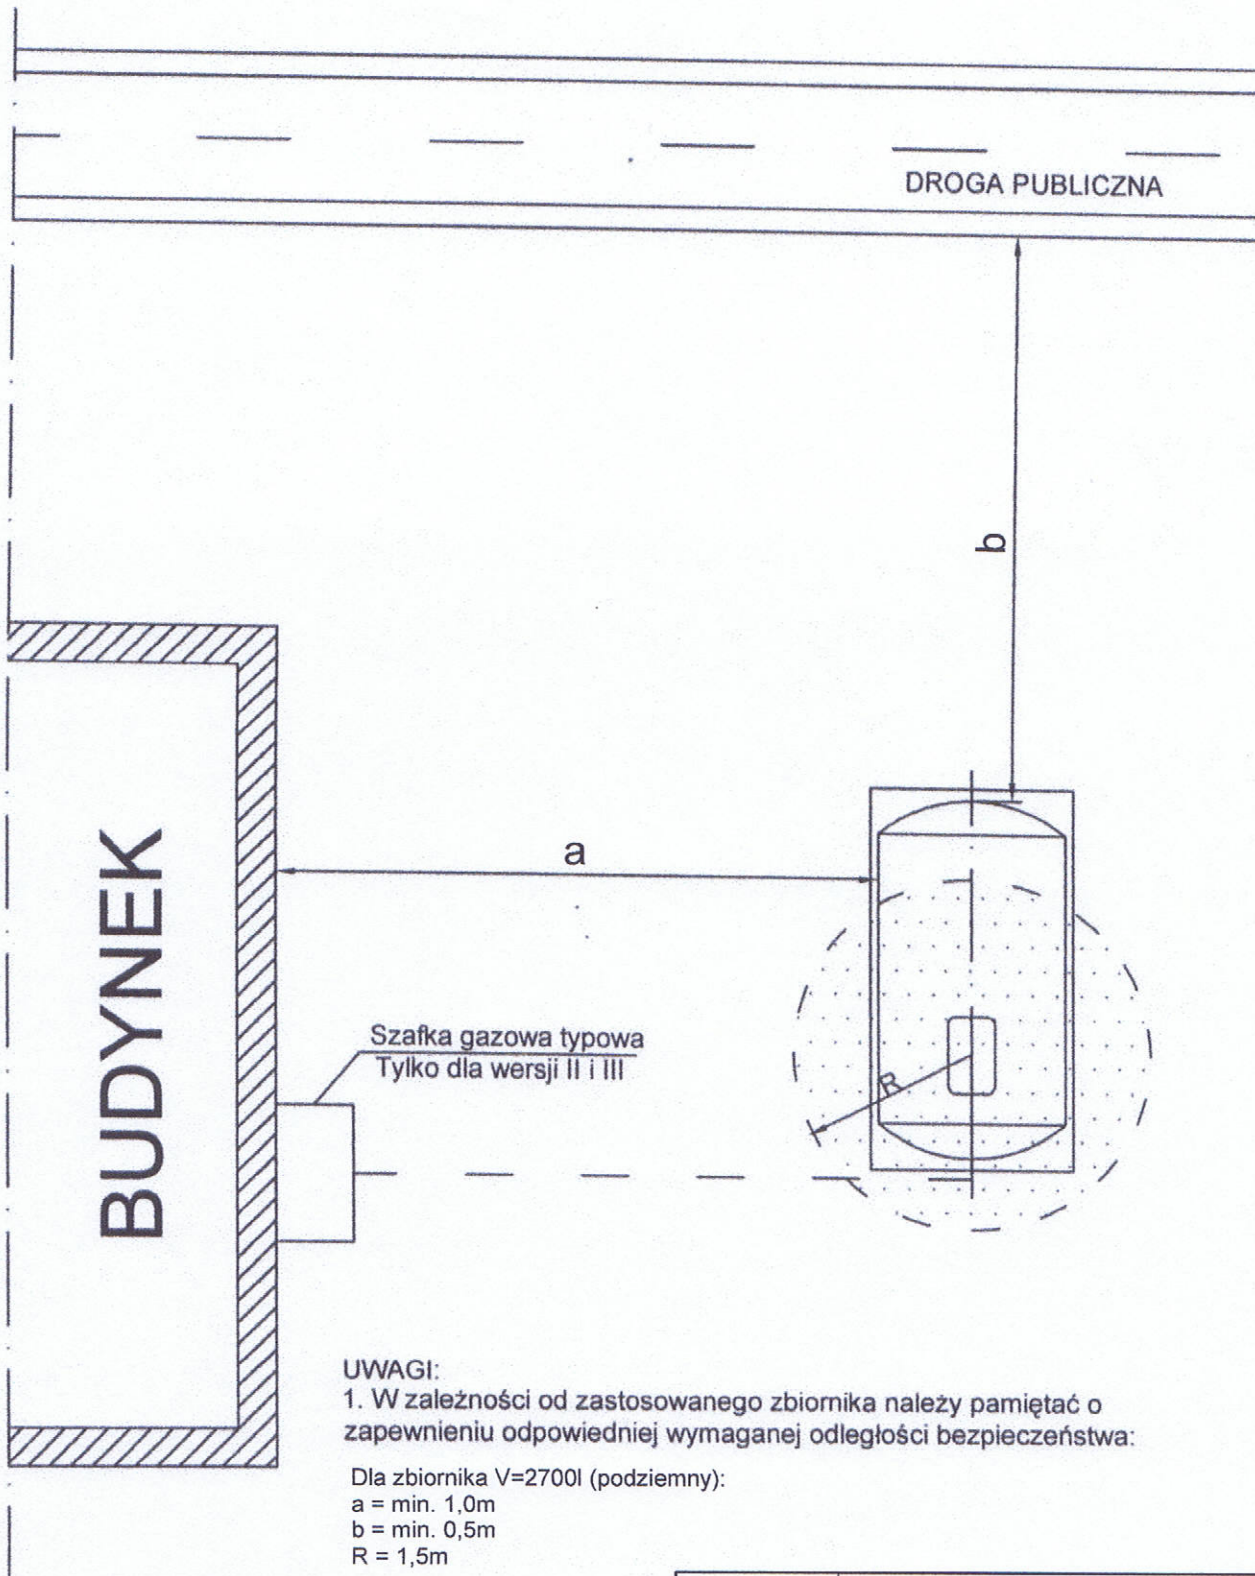 DROGA PUBLICZNA
b
a
BUDYNEK
Szafka gazowa typowa
Tylko dla wersji II i III
R
UWAGI:
1. W zależności od zastosowanego zbiornika należy pamiętać o
zapewnieniu odpowiedniej wymaganej odległości bezpieczeństwa:
Dla zbiornika V=2700l (podziemny):
a = min. 1,0m
b = min. 0,5m
R = 1,5m